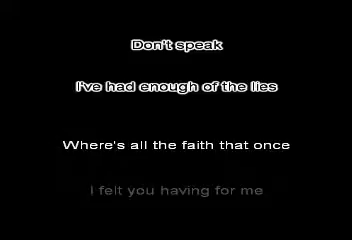 Don't speak
I've had enough of the lies
Where's all the faith that once
I felt you having for me